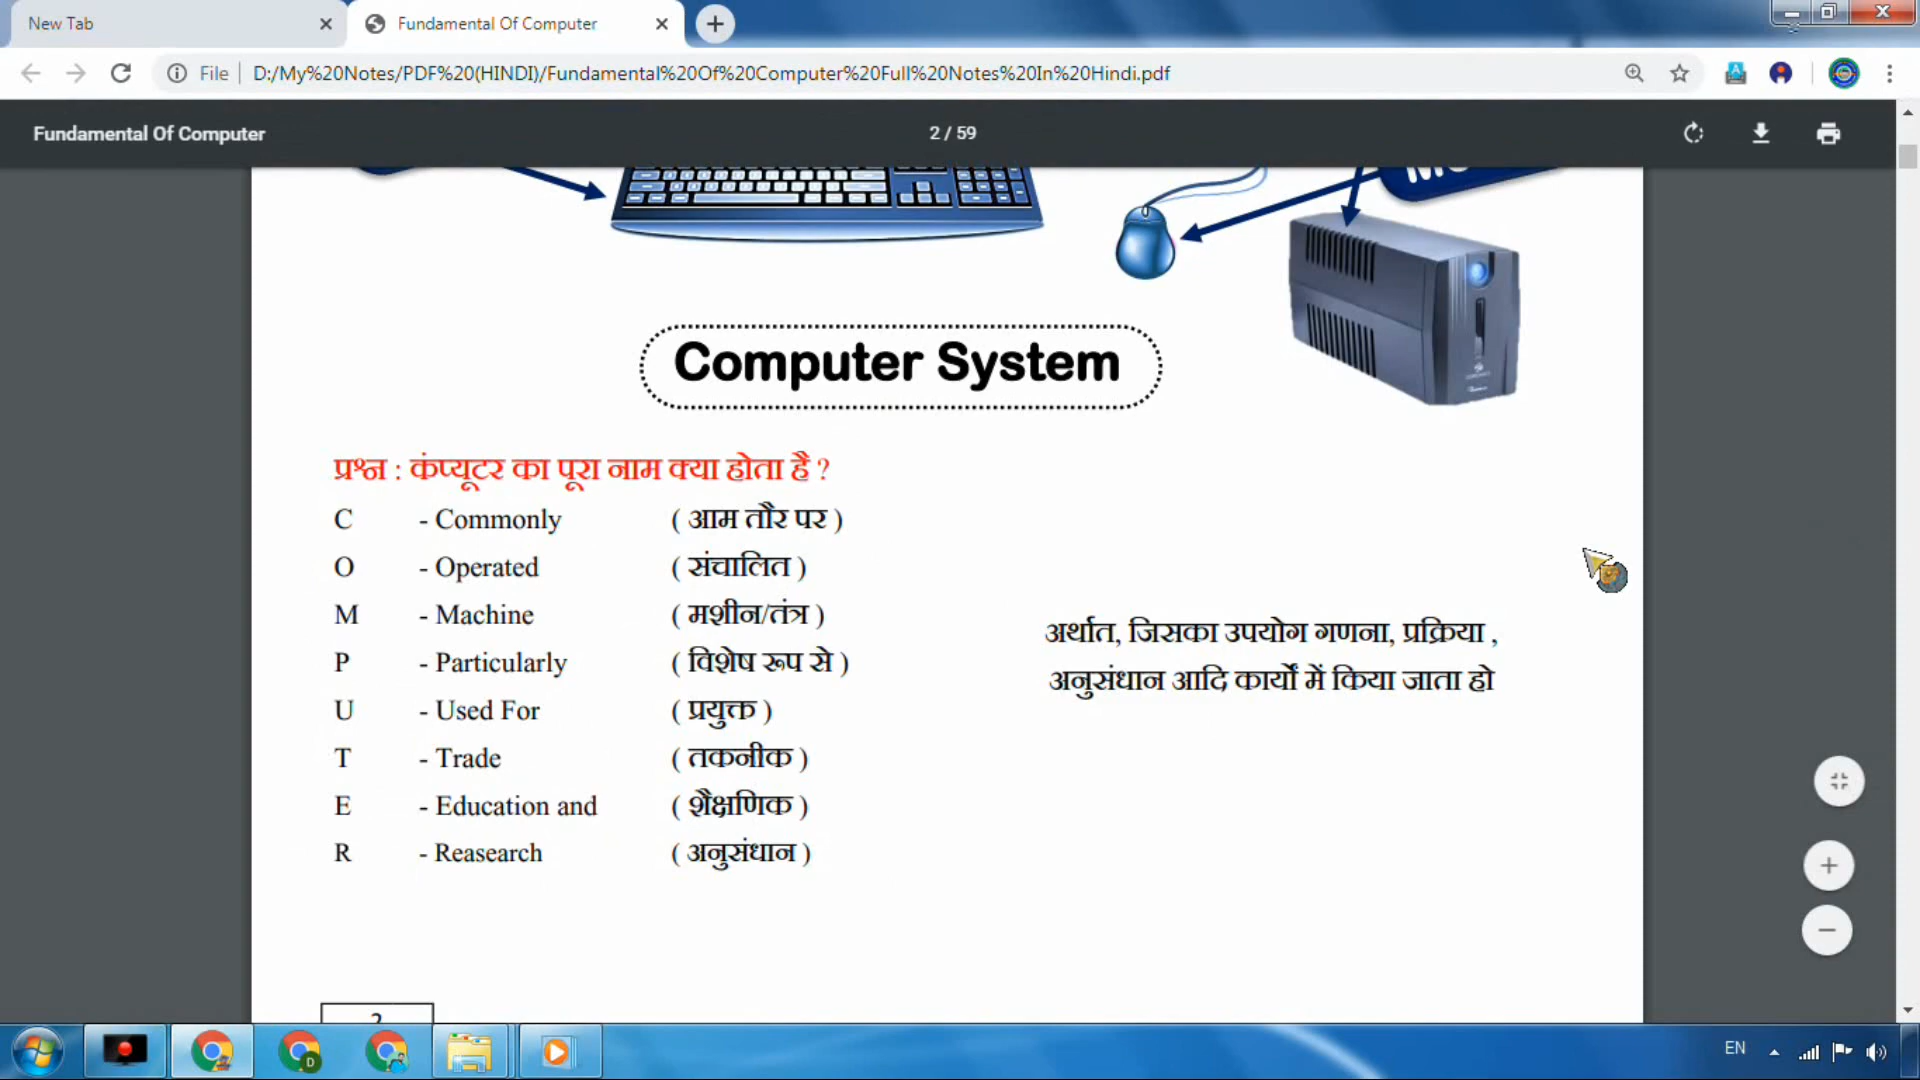 New Tab
Fundamental Of Computer
File D:/My%20Notes/PDF%20(HINDI)/Fundamental%20Of%20Computer%20Full%20Notes%20In%20Hindi.pdf
Fundamental Of Computer
2 / 59
Computer System
प्रश्न : कंप्यूटर का पूरा नाम क्या होता है ?
C - Commonly ( आम तौर पर )
O - Operated ( संचालित )
M - Machine ( मशीन/तंत्र )
P - Particularly ( विशेष रूप से )
U - Used For ( प्रयुक्त )
T - Trade ( तकनीक )
E - Education and ( शैक्षणिक )
R - Reasearch ( अनुसंधान )
अर्थात, जिसका उपयोग गणना, प्रक्रिया ,
अनुसंधान आदि कार्यों में किया जाता हो
2
EN